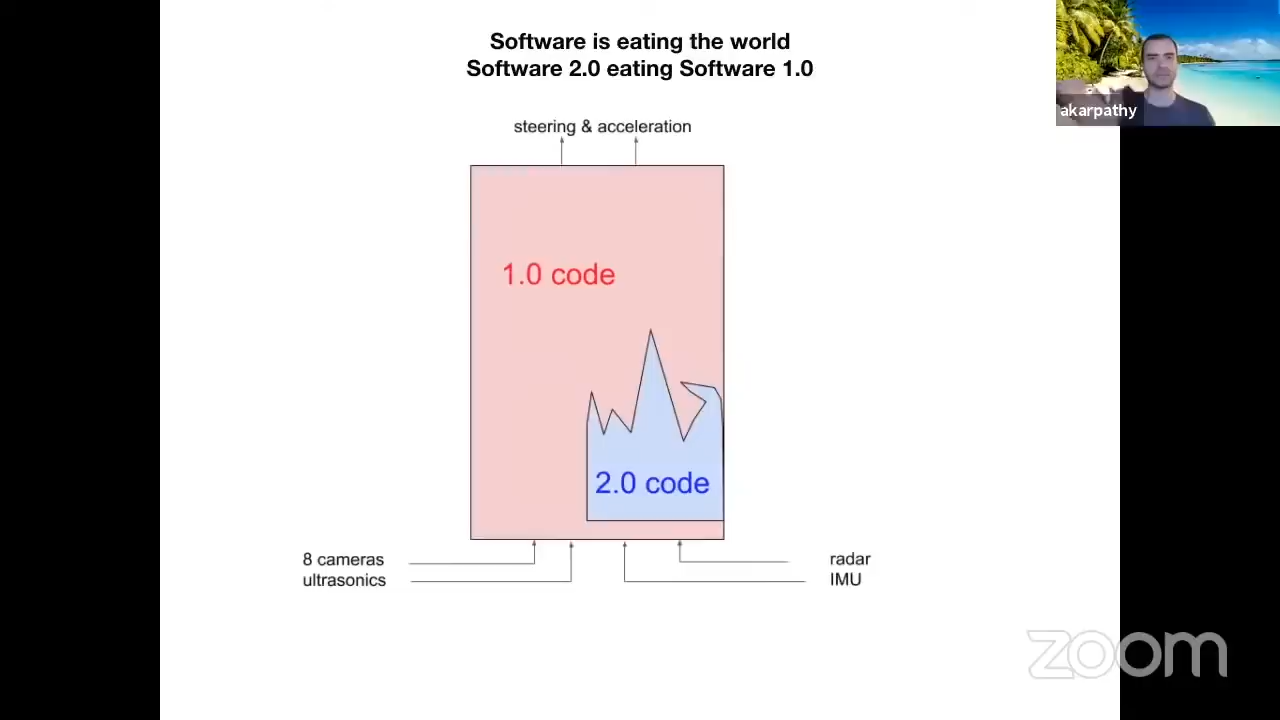 Software is eating the world
Software 2.0 eating Software 1.0
akarpathy
steering & acceleration
1.0 code
2.0 code
8 cameras
ultrasonics
radar
IMU
zoom